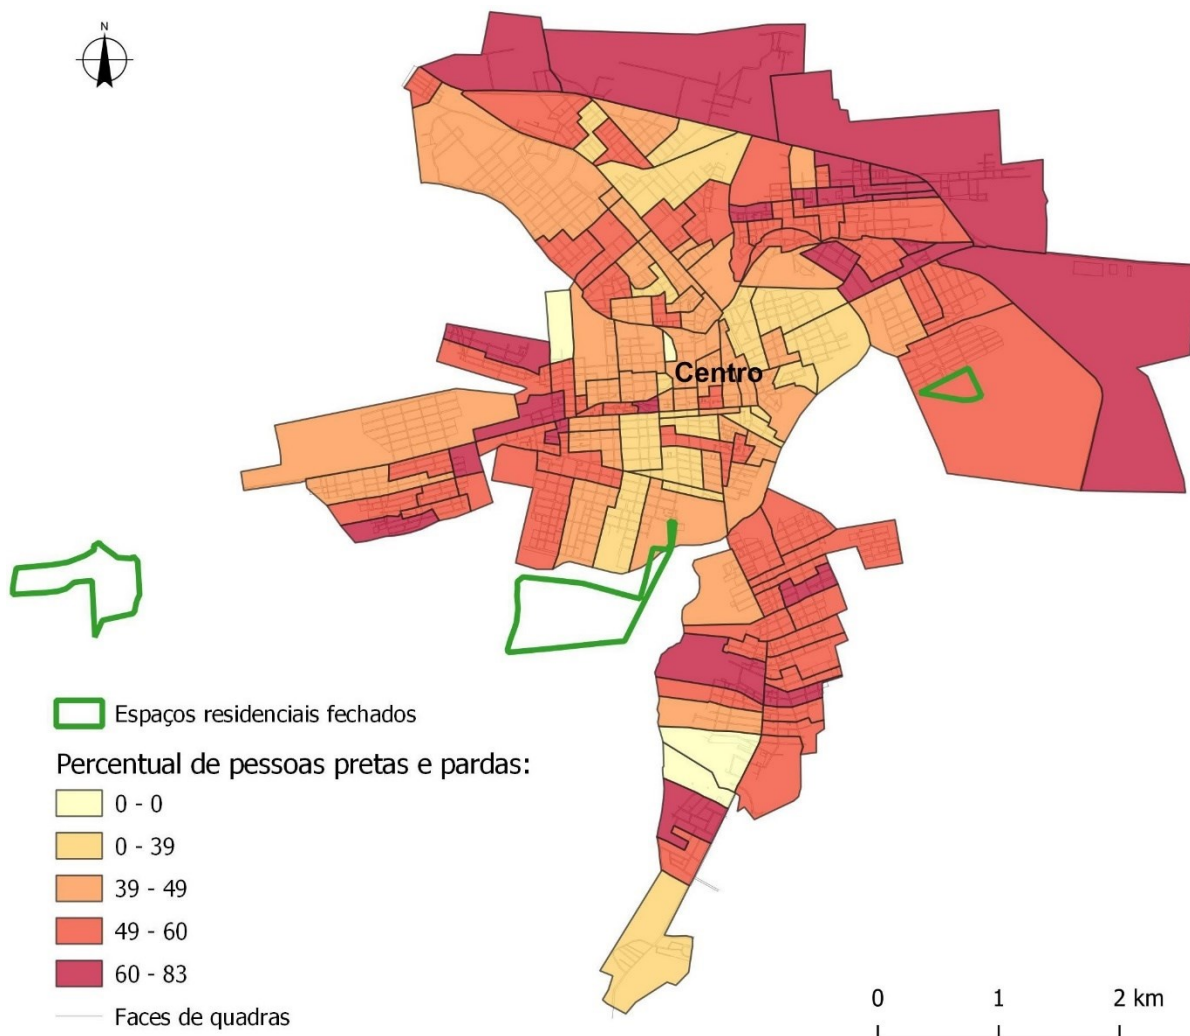 N
Centro
Espaços residenciais fechados
Percentual de pessoas pretas e pardas:
0 - 0
0 - 39
39 - 49
49 - 60
60 - 83
Faces de quadras
0 1 2 km